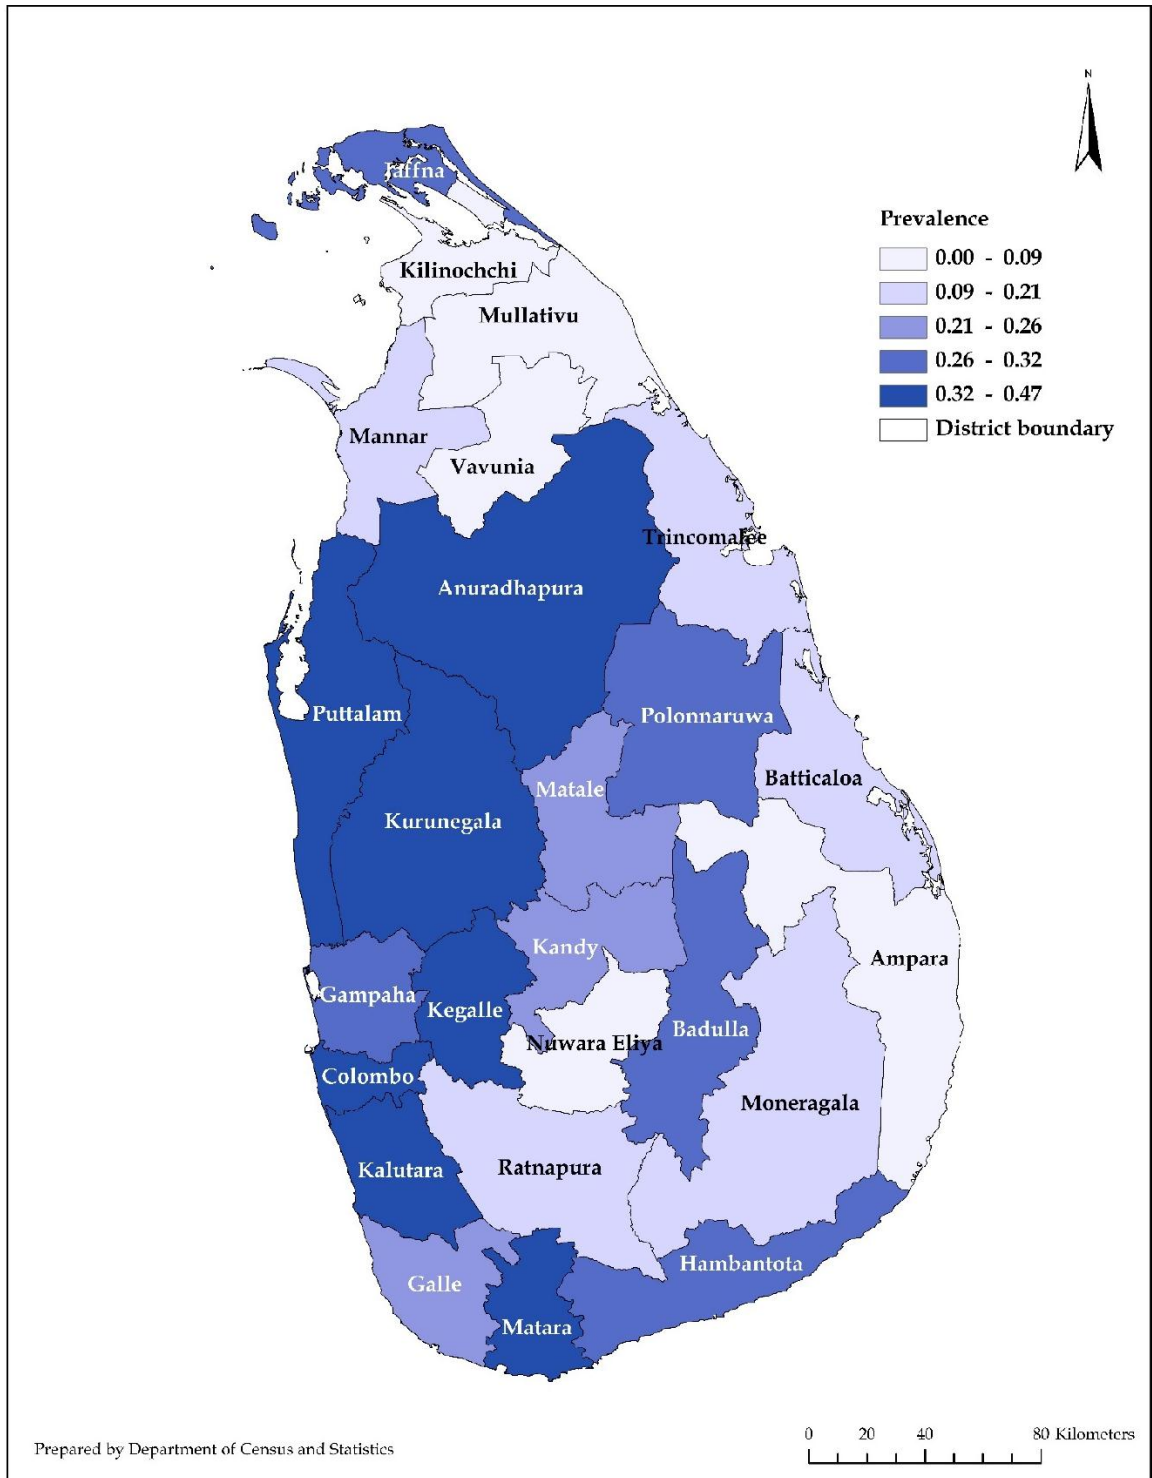 N
Jaffna
Prevalence
0.00 - 0.09
Kilinochchi
0.09 - 0.21
Mullativu
0.21 - 0.26
0.26 - 0.32
0.32 - 0.47
District boundary
Mannar
Vavunia
Trincomalee
Anuradhapura
Puttalam
Polonnaruwa
Batticaloa
Matale
Kurunegala
Kandy
Ampara
Gampaha
Kegalle
Badulla
Nuwara Eliya
Colombo
Moneragala
Ratnapura
Kalutara
Hambantota
Galle
Matara
0 20 40 80 Kilometers
Prepared by Department of Census and Statistics